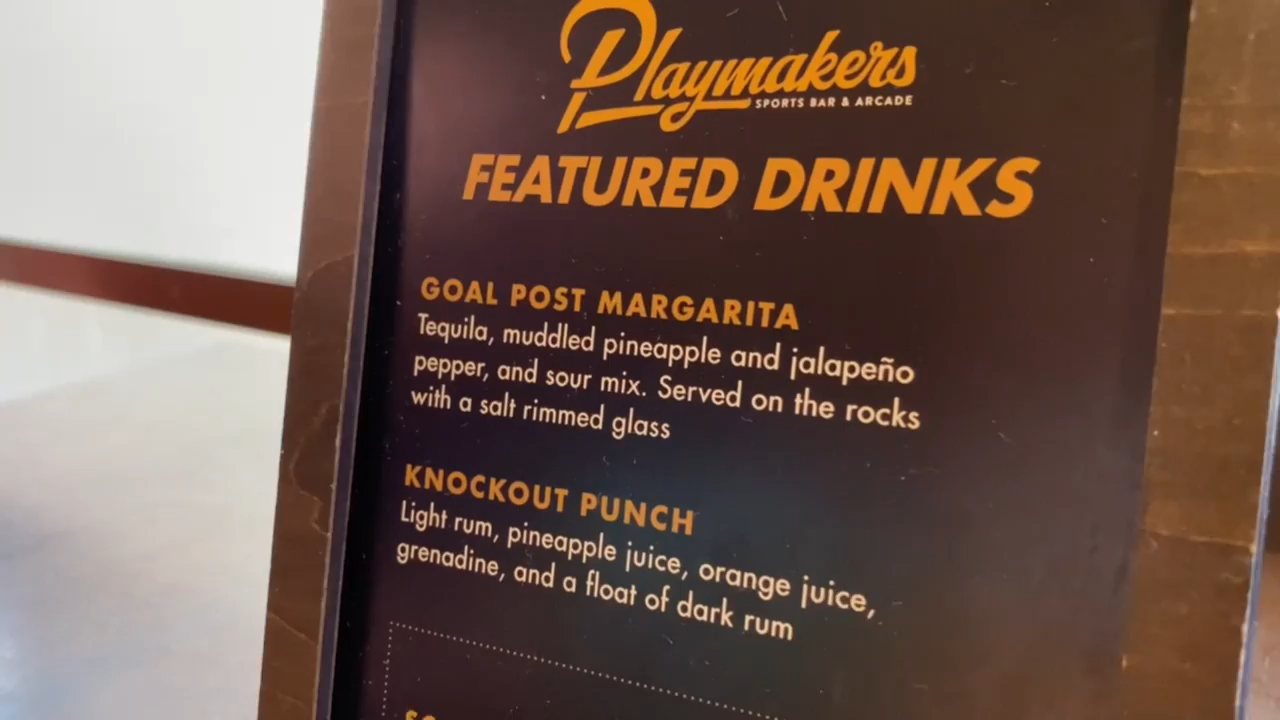 Playmakers
SPORTS BAR & ARCADE
FEATURED DRINKS
GOAL POST MARGARITA
Tequila, muddled pineapple and jalapeño
pepper, and sour mix. Served on the rocks
with a salt rimmed glass
KNOCKOUT PUNCH
Light rum, pineapple juice, orange juice,
grenadine, and a float of dark rum